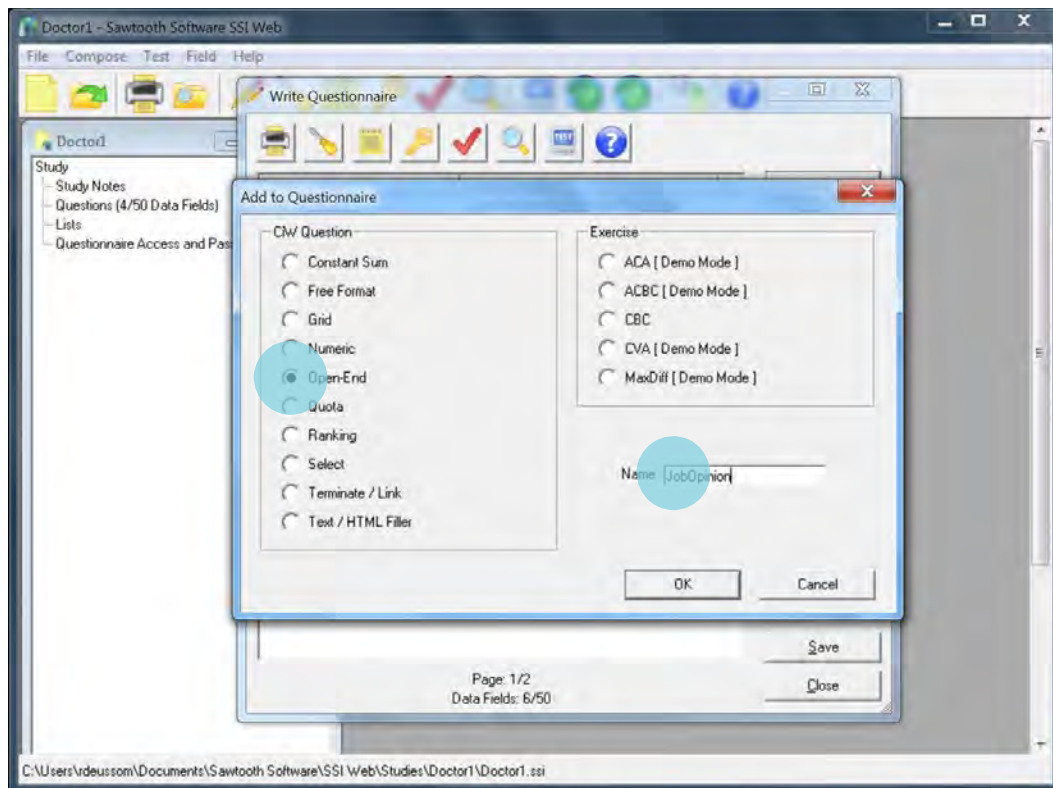 Doctor1 - Sawtooth Software SSI Web
File Compose Test Field Help
Write Questionnaire
Doctor1
Study
Study Notes
Questions (4/50 Data Fields)
Lists
Questionnaire Access and Pas
TEST
Add to Questionnaire
CiW Question
Constant Sum
Free Format
Grid
Numeric
Open-End
Quota
Ranking
Select
Terminate / Link
Text / HTML Filler
Exercise
ACA [ Demo Mode ]
ACBC [ Demo Mode ]
CBC
CVA [ Demo Mode ]
MaxDiff [ Demo Mode ]
Name JobOpinion
OK Cancel
Save
Page: 1/2
Data Fields: 6/50
Close
C:\Users\rdeussom\Documents\Sawtooth Software\SSI Web\Studies\Doctor1\Doctor1.ssi